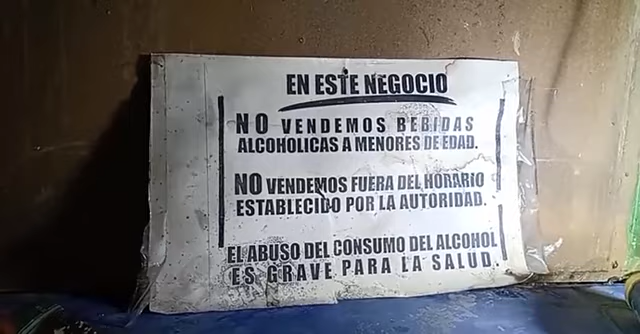 EN ESTE NEGOCIO
NO VENDEMOS BEBIDAS
ALCOHOLICAS A MENORES DE EDAD.
NO VENDEMOS FUERA DEL HORARIO
ESTABLECIDO POR LA AUTORIDAD.
EL ABUSO DEL CONSUMO DEL ALCOHOL
ES GRAVE PARA LA SALUD.